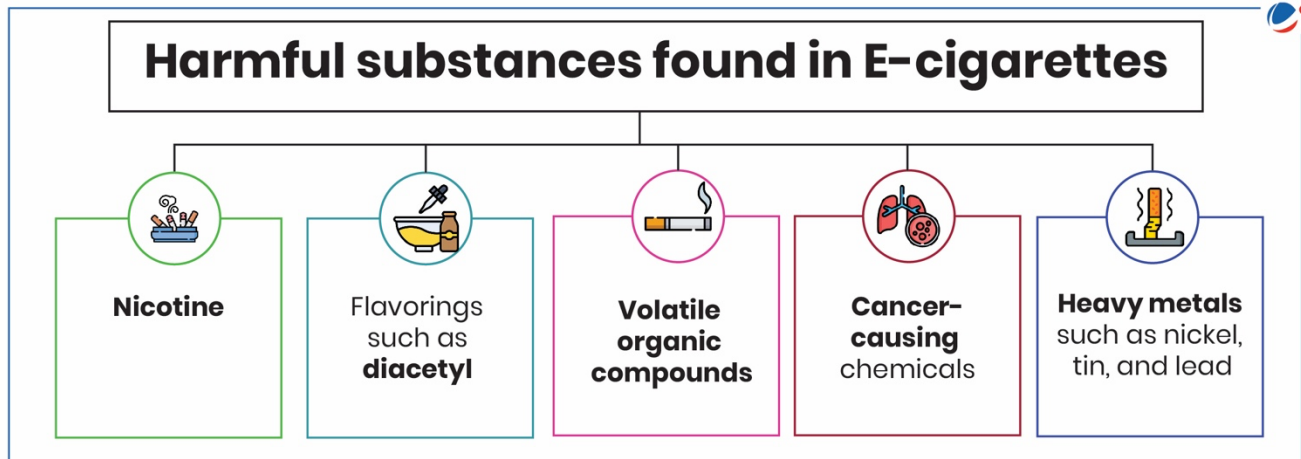 Harmful substances found in E-cigarettes
Nicotine
Flavorings
such as
diacetyl
Volatile
organic
compounds
Cancer-
causing
chemicals
Heavy metals
such as nickel,
tin, and lead